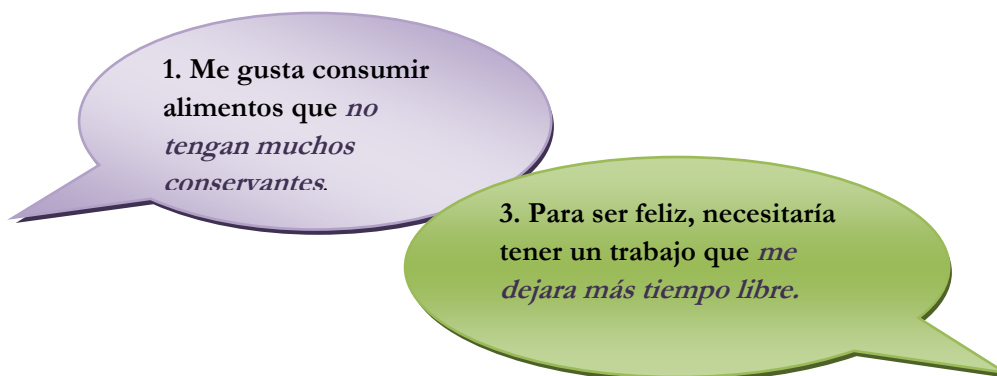 1. Me gusta consumir
alimentos que no
tengan muchos
conservantes.
3. Para ser feliz, necesitaría
tener un trabajo que me
dejara más tiempo libre.